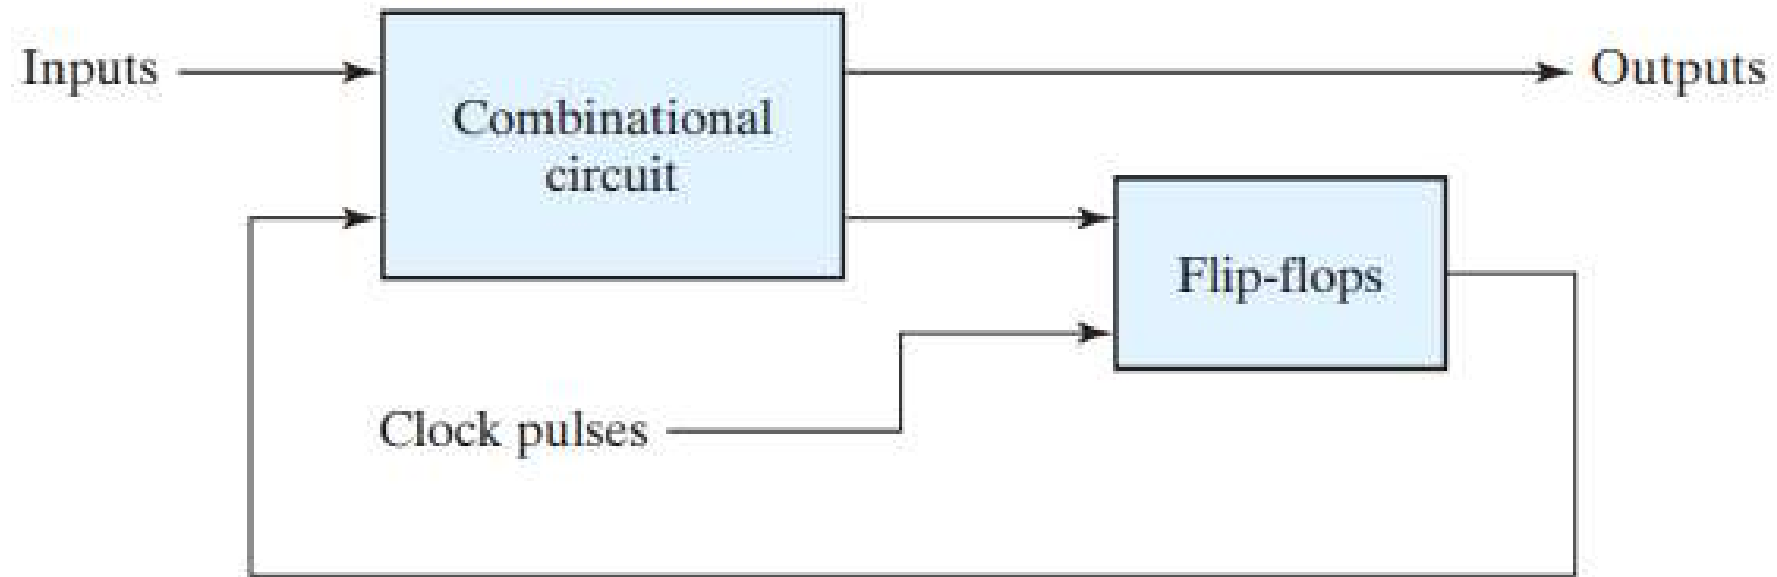 Inputs
Combinational
circuit
Outputs
Flip-flops
Clock pulses